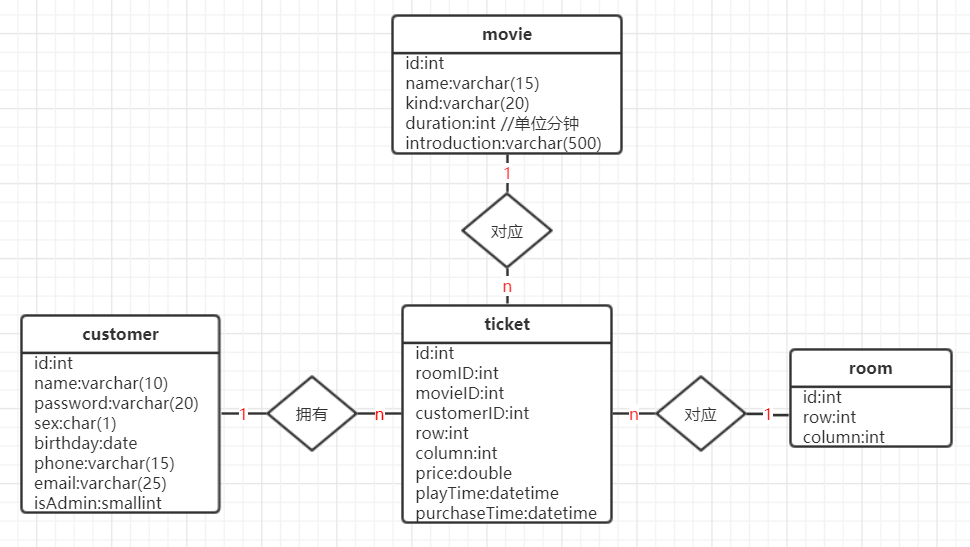 movie
id:int
name:varchar(15)
kind:varchar(20)
duration:int //单位分钟
introduction:varchar(500)
1
对应
n
customer
id:int
name:varchar(10)
password:varchar(20)
sex:char(1)
birthday:date
phone:varchar(15)
email:varchar(25)
isAdmin:smallint
1
拥有
n
ticket
id:int
roomID:int
movieID:int
customerID:int
row:int
column:int
price:double
playTime:datetime
purchaseTime:datetime
n
对应
1
room
id:int
row:int
column:int